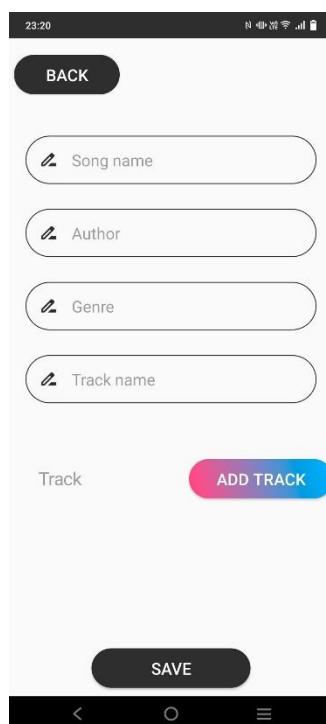 23:20
BACK
Song name
Author
Genre
Track name
Track ADD TRACK
SAVE